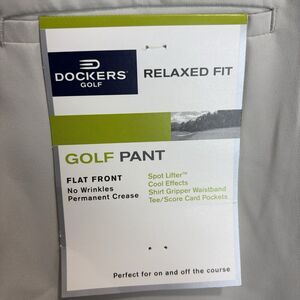 DOCKERS®
GOLF
RELAXED FIT
GOLF PANT
FLAT FRONT
No Wrinkles
Permanent Crease
Spot Lifter™
Cool Effects
Shirt Gripper Waistband
Tee/Score Card Pockets
Perfect for on and off the course